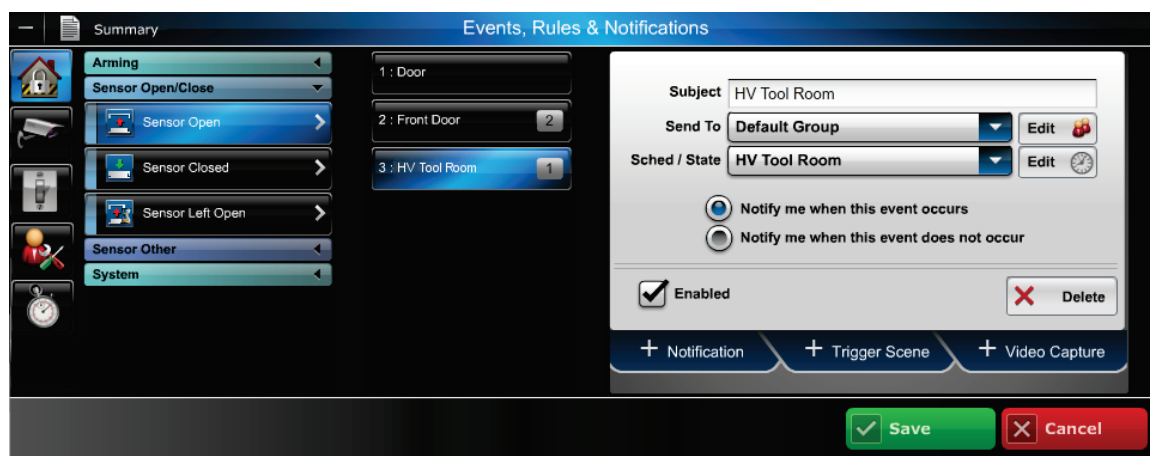 Summary
Events, Rules & Notifications
Arming
Sensor Open/Close
Sensor Open
Sensor Closed
Sensor Left Open
Sensor Other
System
1 : Door
2 : Front Door 2
3 : HV Tool Room 1
Subject HV Tool Room
Send To Default Group Edit
Sched / State HV Tool Room Edit
Notify me when this event occurs
Notify me when this event does not occur
Enabled
Delete
+ Notification + Trigger Scene + Video Capture
Save Cancel